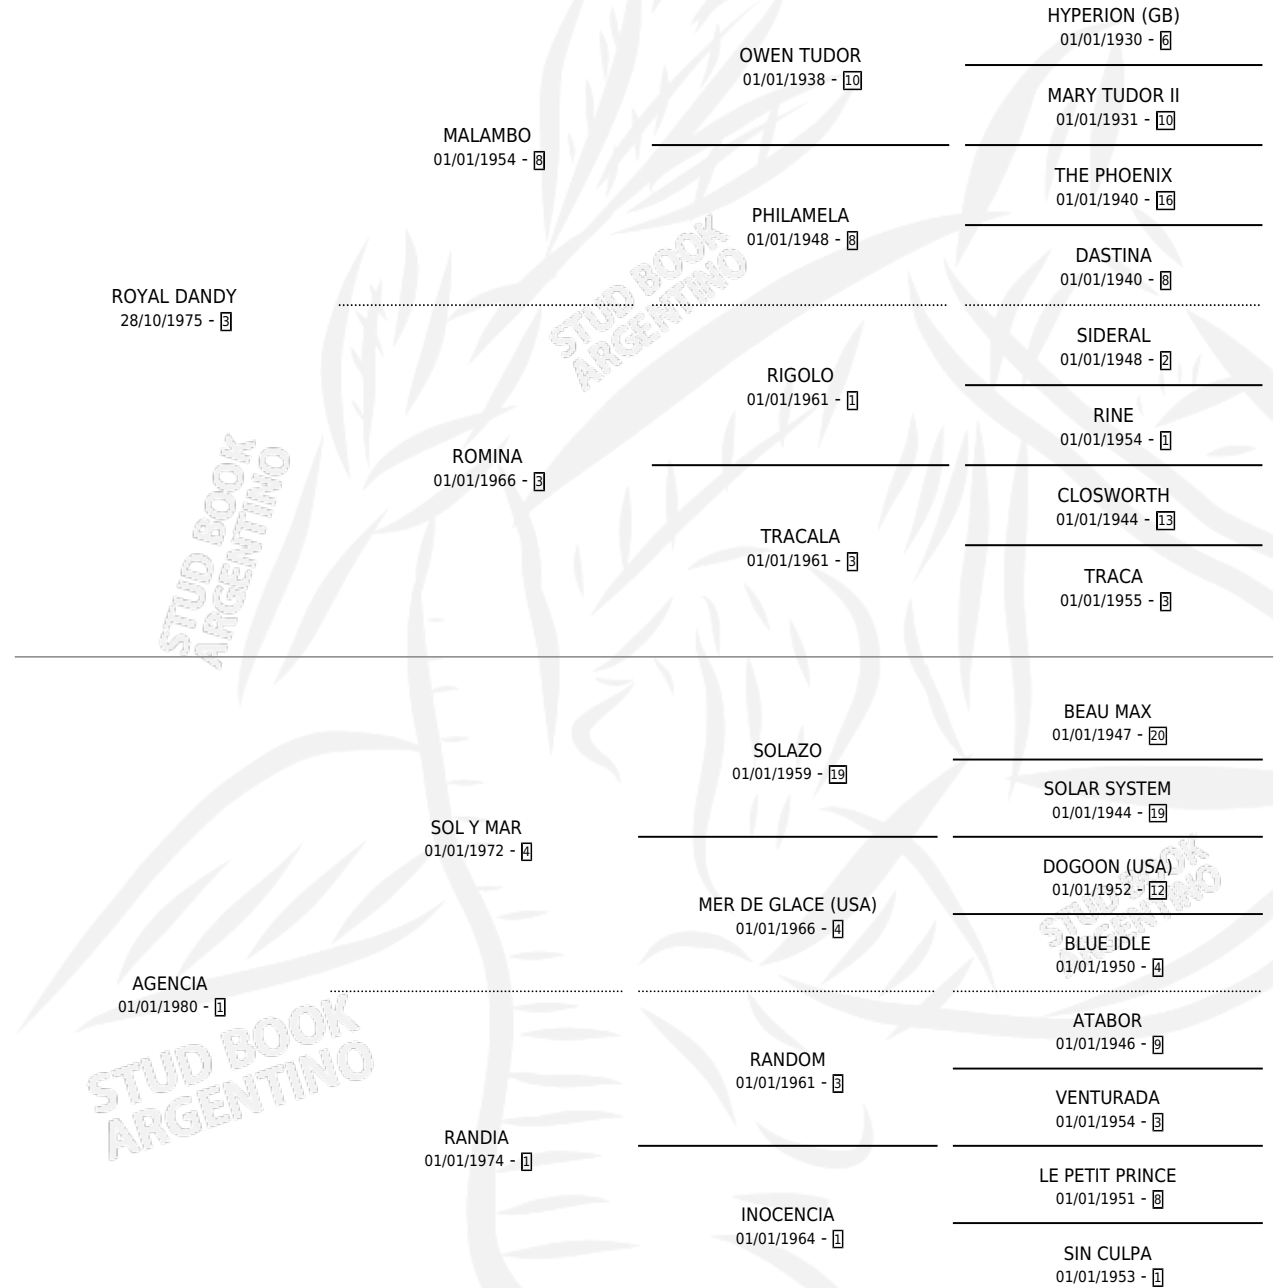 HYPERION (GB)
01/01/1930 - 6
OWEN TUDOR
01/01/1938 - 10
MARY TUDOR II
01/01/1931 - 10
MALAMBO
01/01/1954 - 8
THE PHOENIX
01/01/1940 - 16
PHILAMELA
01/01/1948 - 8
DASTINA
01/01/1940 - 8
ROYAL DANDY
28/10/1975 - 3
SIDERAL
01/01/1948 - 2
RIGOLO
01/01/1961 - 1
RINE
01/01/1954 - 1
ROMINA
01/01/1966 - 3
CLOSWORTH
01/01/1944 - 13
TRACALA
01/01/1961 - 3
TRACA
01/01/1955 - 3
BEAU MAX
01/01/1947 - 20
SOLAZO
01/01/1959 - 19
SOLAR SYSTEM
01/01/1944 - 19
SOL Y MAR
01/01/1972 - 4
DOGOON (USA)
01/01/1952 - 12
MER DE GLACE (USA)
01/01/1966 - 4
BLUE IDLE
01/01/1950 - 4
AGENCIA
01/01/1980 - 1
ATABOR
01/01/1946 - 9
RANDOM
01/01/1961 - 3
VENTURADA
01/01/1954 - 3
RANDIA
01/01/1974 - 1
LE PETIT PRINCE
01/01/1951 - 8
INOCENCIA
01/01/1964 - 1
SIN CULPA
01/01/1953 - 1
STUD BOOK
ARGENTINO
STUD BOOK
ARGENTINO
STUD BOOK
ARGENTINO
STUD BOOK
ARGENTINO